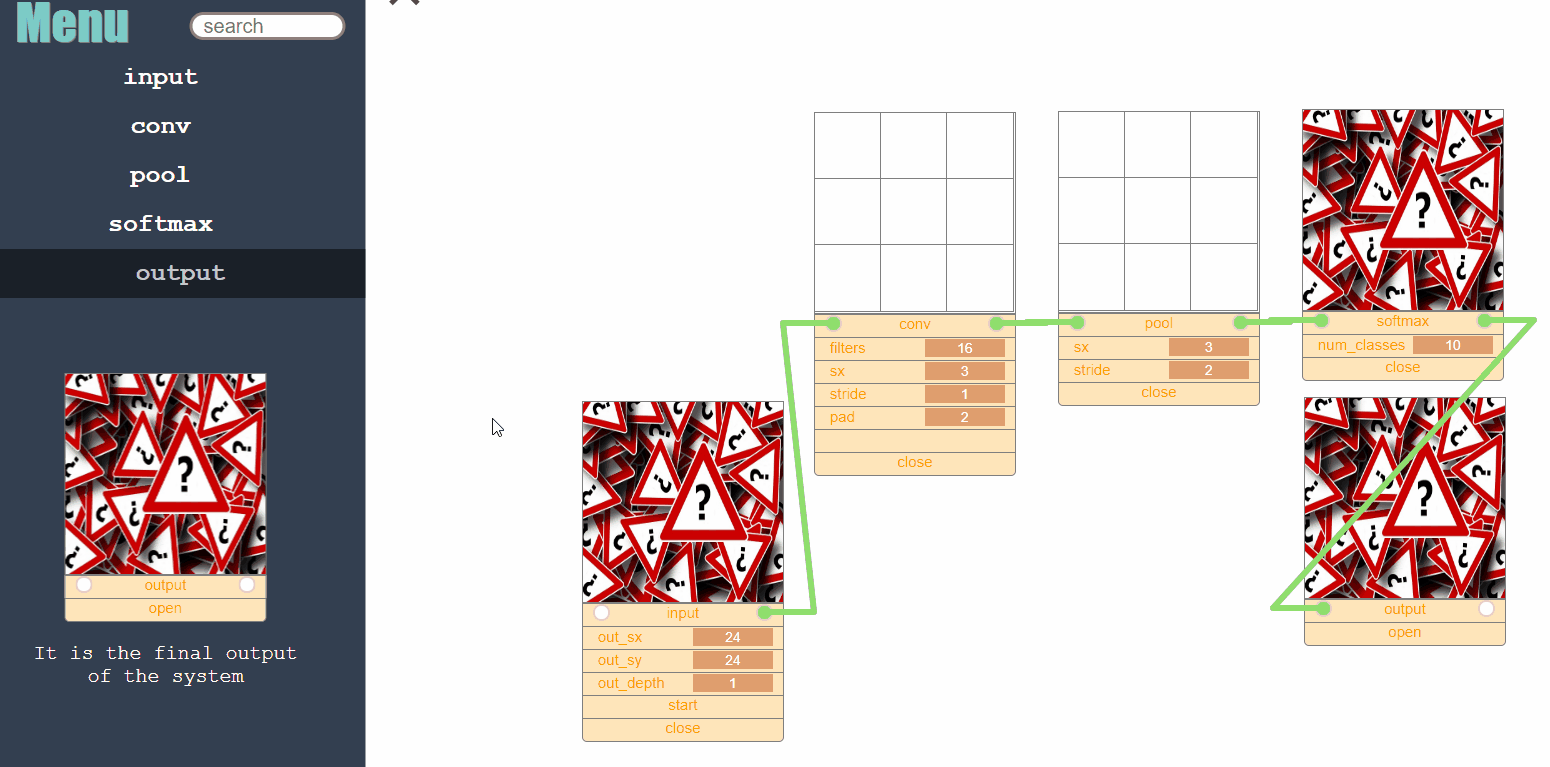 Menu
search
input
conv
pool
softmax
output
output
open
It is the final output
of the system
input
out_sx 24
out_sy 24
out_depth 1
start
close
conv
filters 16
sx 3
stride 1
pad 2
close
pool
sx 3
stride 2
close
?
softmax
num_classes 10
close
?
output
open
?
?